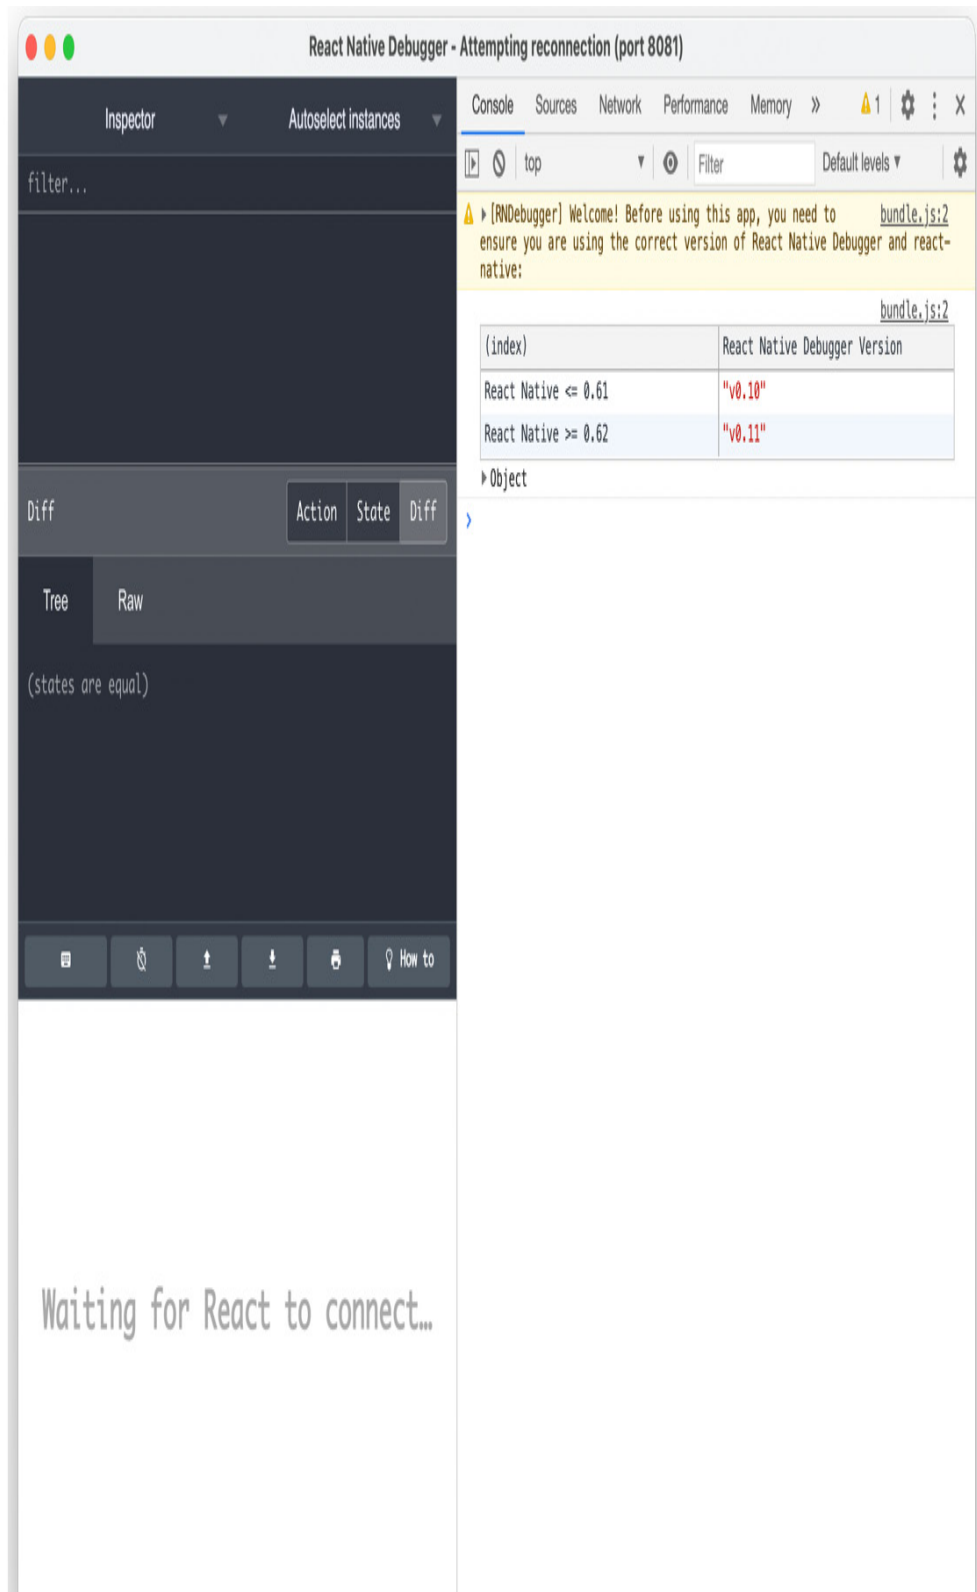 React Native Debugger - Attempting reconnection (port 8081)
Inspector
Autoselect instances
filter...
Diff
Action State Diff
Tree Raw
(states are equal)
How to
Waiting for React to connect…
Console Sources Network Performance Memory » 1
top
Filter
Default levels
[RNDebugger] Welcome! Before using this app, you need to bundle.js:2
ensure you are using the correct version of React Native Debugger and react-
native:
bundle.js:2
(index) React Native Debugger Version
React Native <= 0.61 "v0.10"
React Native >= 0.62 "v0.11"
Object